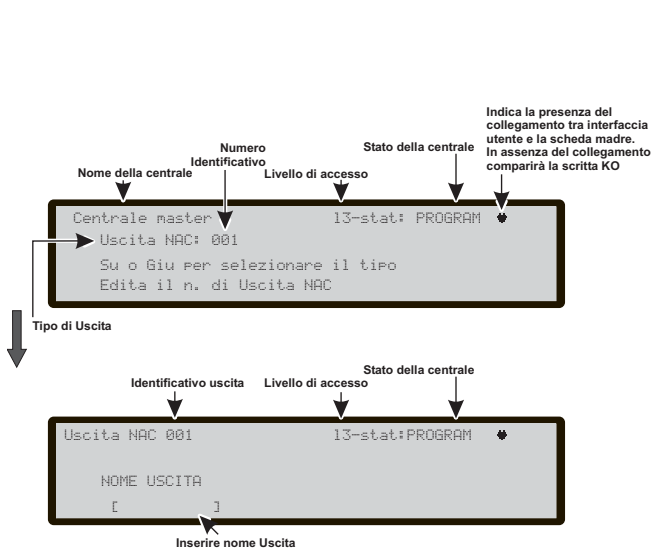 Indica la presenza del
collegamento tra interfaccia
utente e la scheda madre.
In assenza del collegamento
comparirà la scritta KO
Stato della centrale
Numero
Identificativo
Nome della centrale
Livello di accesso
Centrale master l3-stat: PROGRAM
Uscita NAC: 001
Su o Giu per selezionare il tipo
Edita il n. di Uscita NAC
Tipo di Uscita
Stato della centrale
Identificativo uscita
Livello di accesso
Uscita NAC 001 l3-stat:PROGRAM
NOME USCITA
[ ]
Inserire nome Uscita